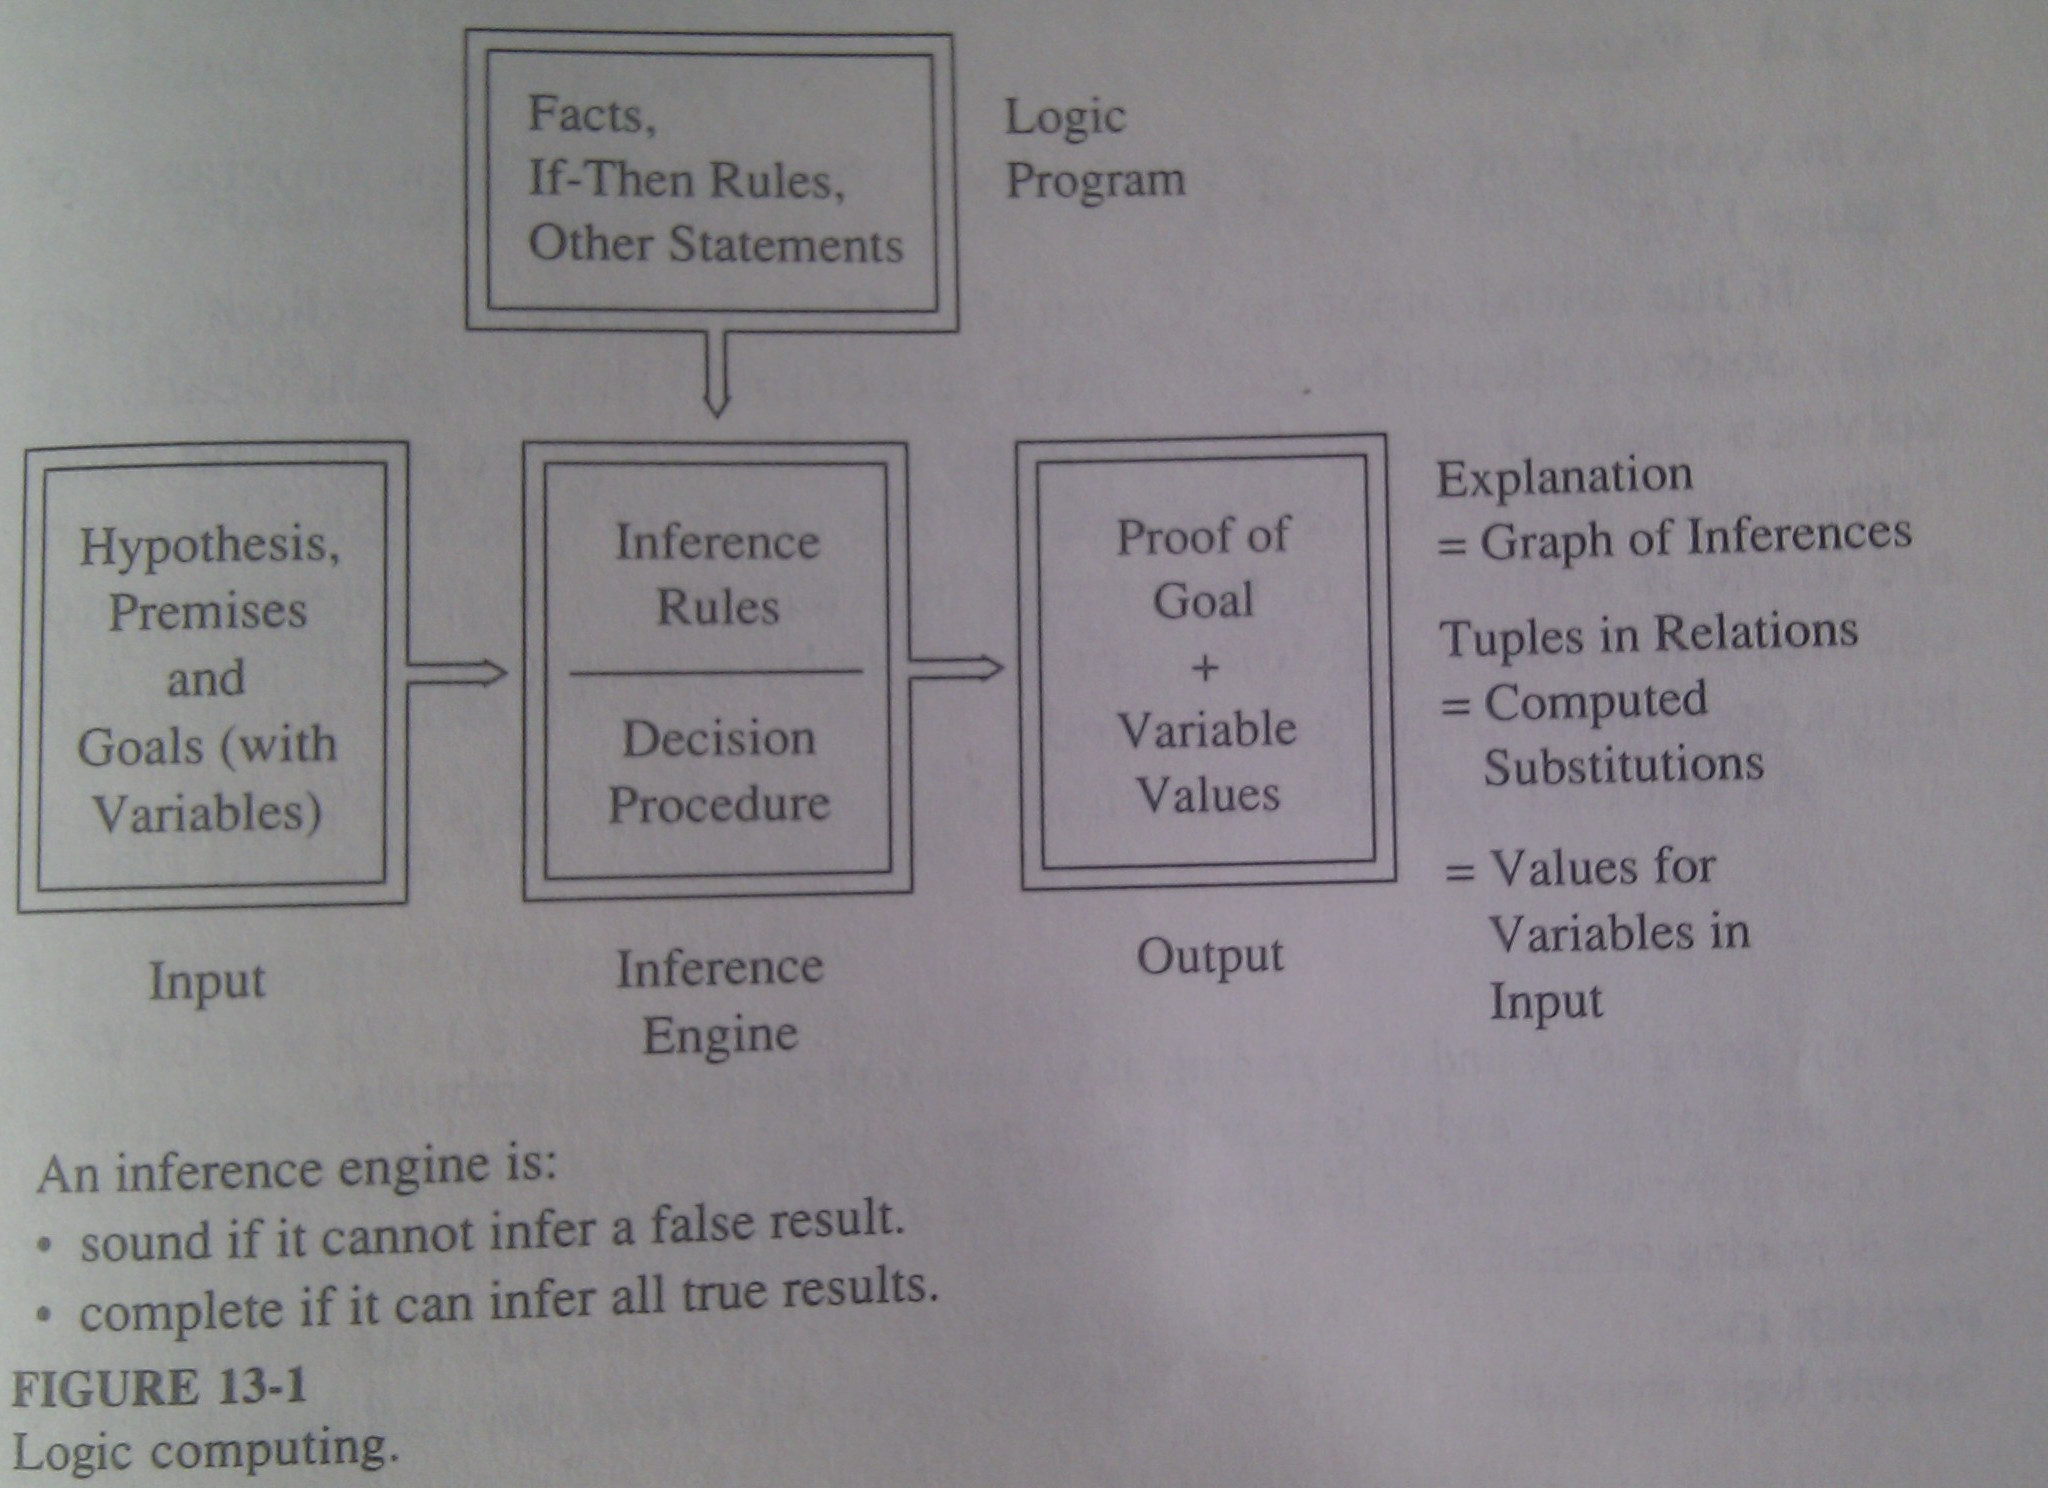 Facts,
If-Then Rules,
Other Statements
Logic
Program
Hypothesis,
Premises
and
Goals (with
Variables)
Input
Inference
Rules
Decision
Procedure
Inference
Engine
Proof of
Goal
+
Variable
Values
Output
Explanation
= Graph of Inferences
Tuples in Relations
= Computed
Substitutions
= Values for
Variables in
Input
An inference engine is:
• sound if it cannot infer a false result.
• complete if it can infer all true results.
FIGURE 13-1
Logic computing.